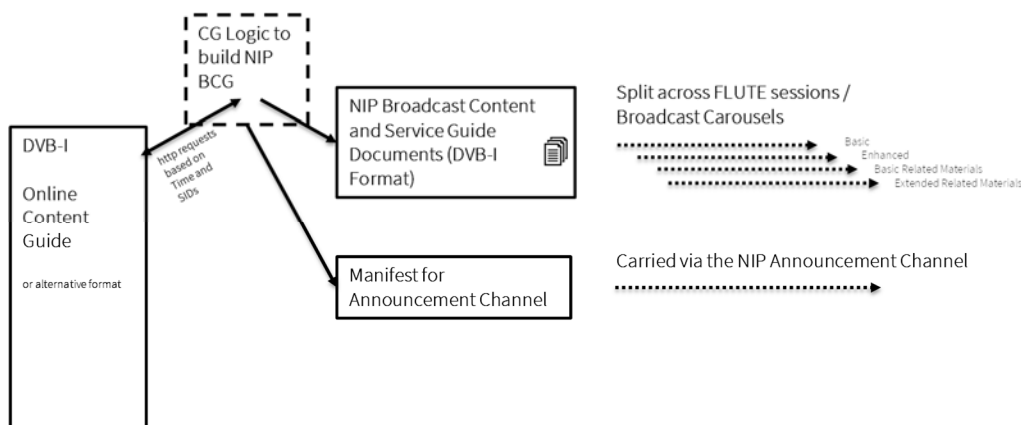 CG Logic to
build NIP
BCG
DVB-I
Online
Content
Guide
or alternative format
http requests
based on
Time and
SIDs
NIP Broadcast Content
and Service Guide
Documents (DVB-I
Format)
Split across FLUTE sessions /
Broadcast Carousels
Basic
Enhanced
Basic Related Materials
Extended Related Materials
Manifest for
Announcement Channel
Carried via the NIP Announcement Channel